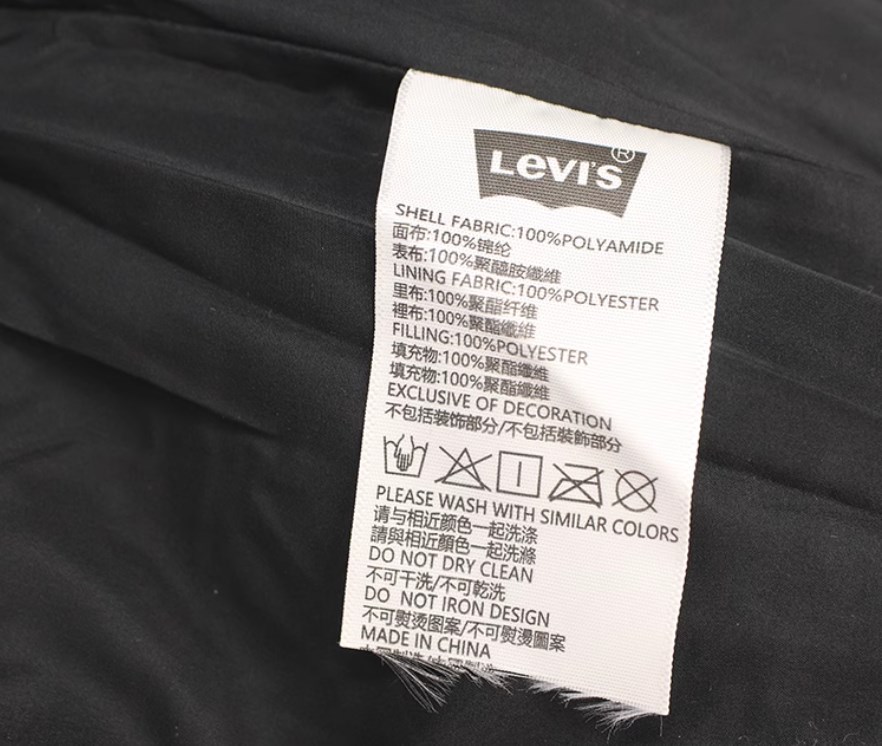 Levi's®
SHELL FABRIC:100%POLYAMIDE
面布:100%锦纶
表布:100%聚醯胺纖維
LINING FABRIC:100%POLYESTER
里布:100%聚酯纤维
裡布:100%聚酯纖維
FILLING:100%POLYESTER
填充物:100%聚酯纖維
填充物:100%聚酯纖維
EXCLUSIVE OF DECORATION
不包括装饰部分/不包括裝飾部分
PLEASE WASH WITH SIMILAR COLORS
请与相近颜色一起洗涤
請與相近顏色一起洗滌
DO NOT DRY CLEAN
不可干洗/不可乾洗
DO NOT IRON DESIGN
不可熨烫图案/不可熨燙圖案
MADE IN CHINA